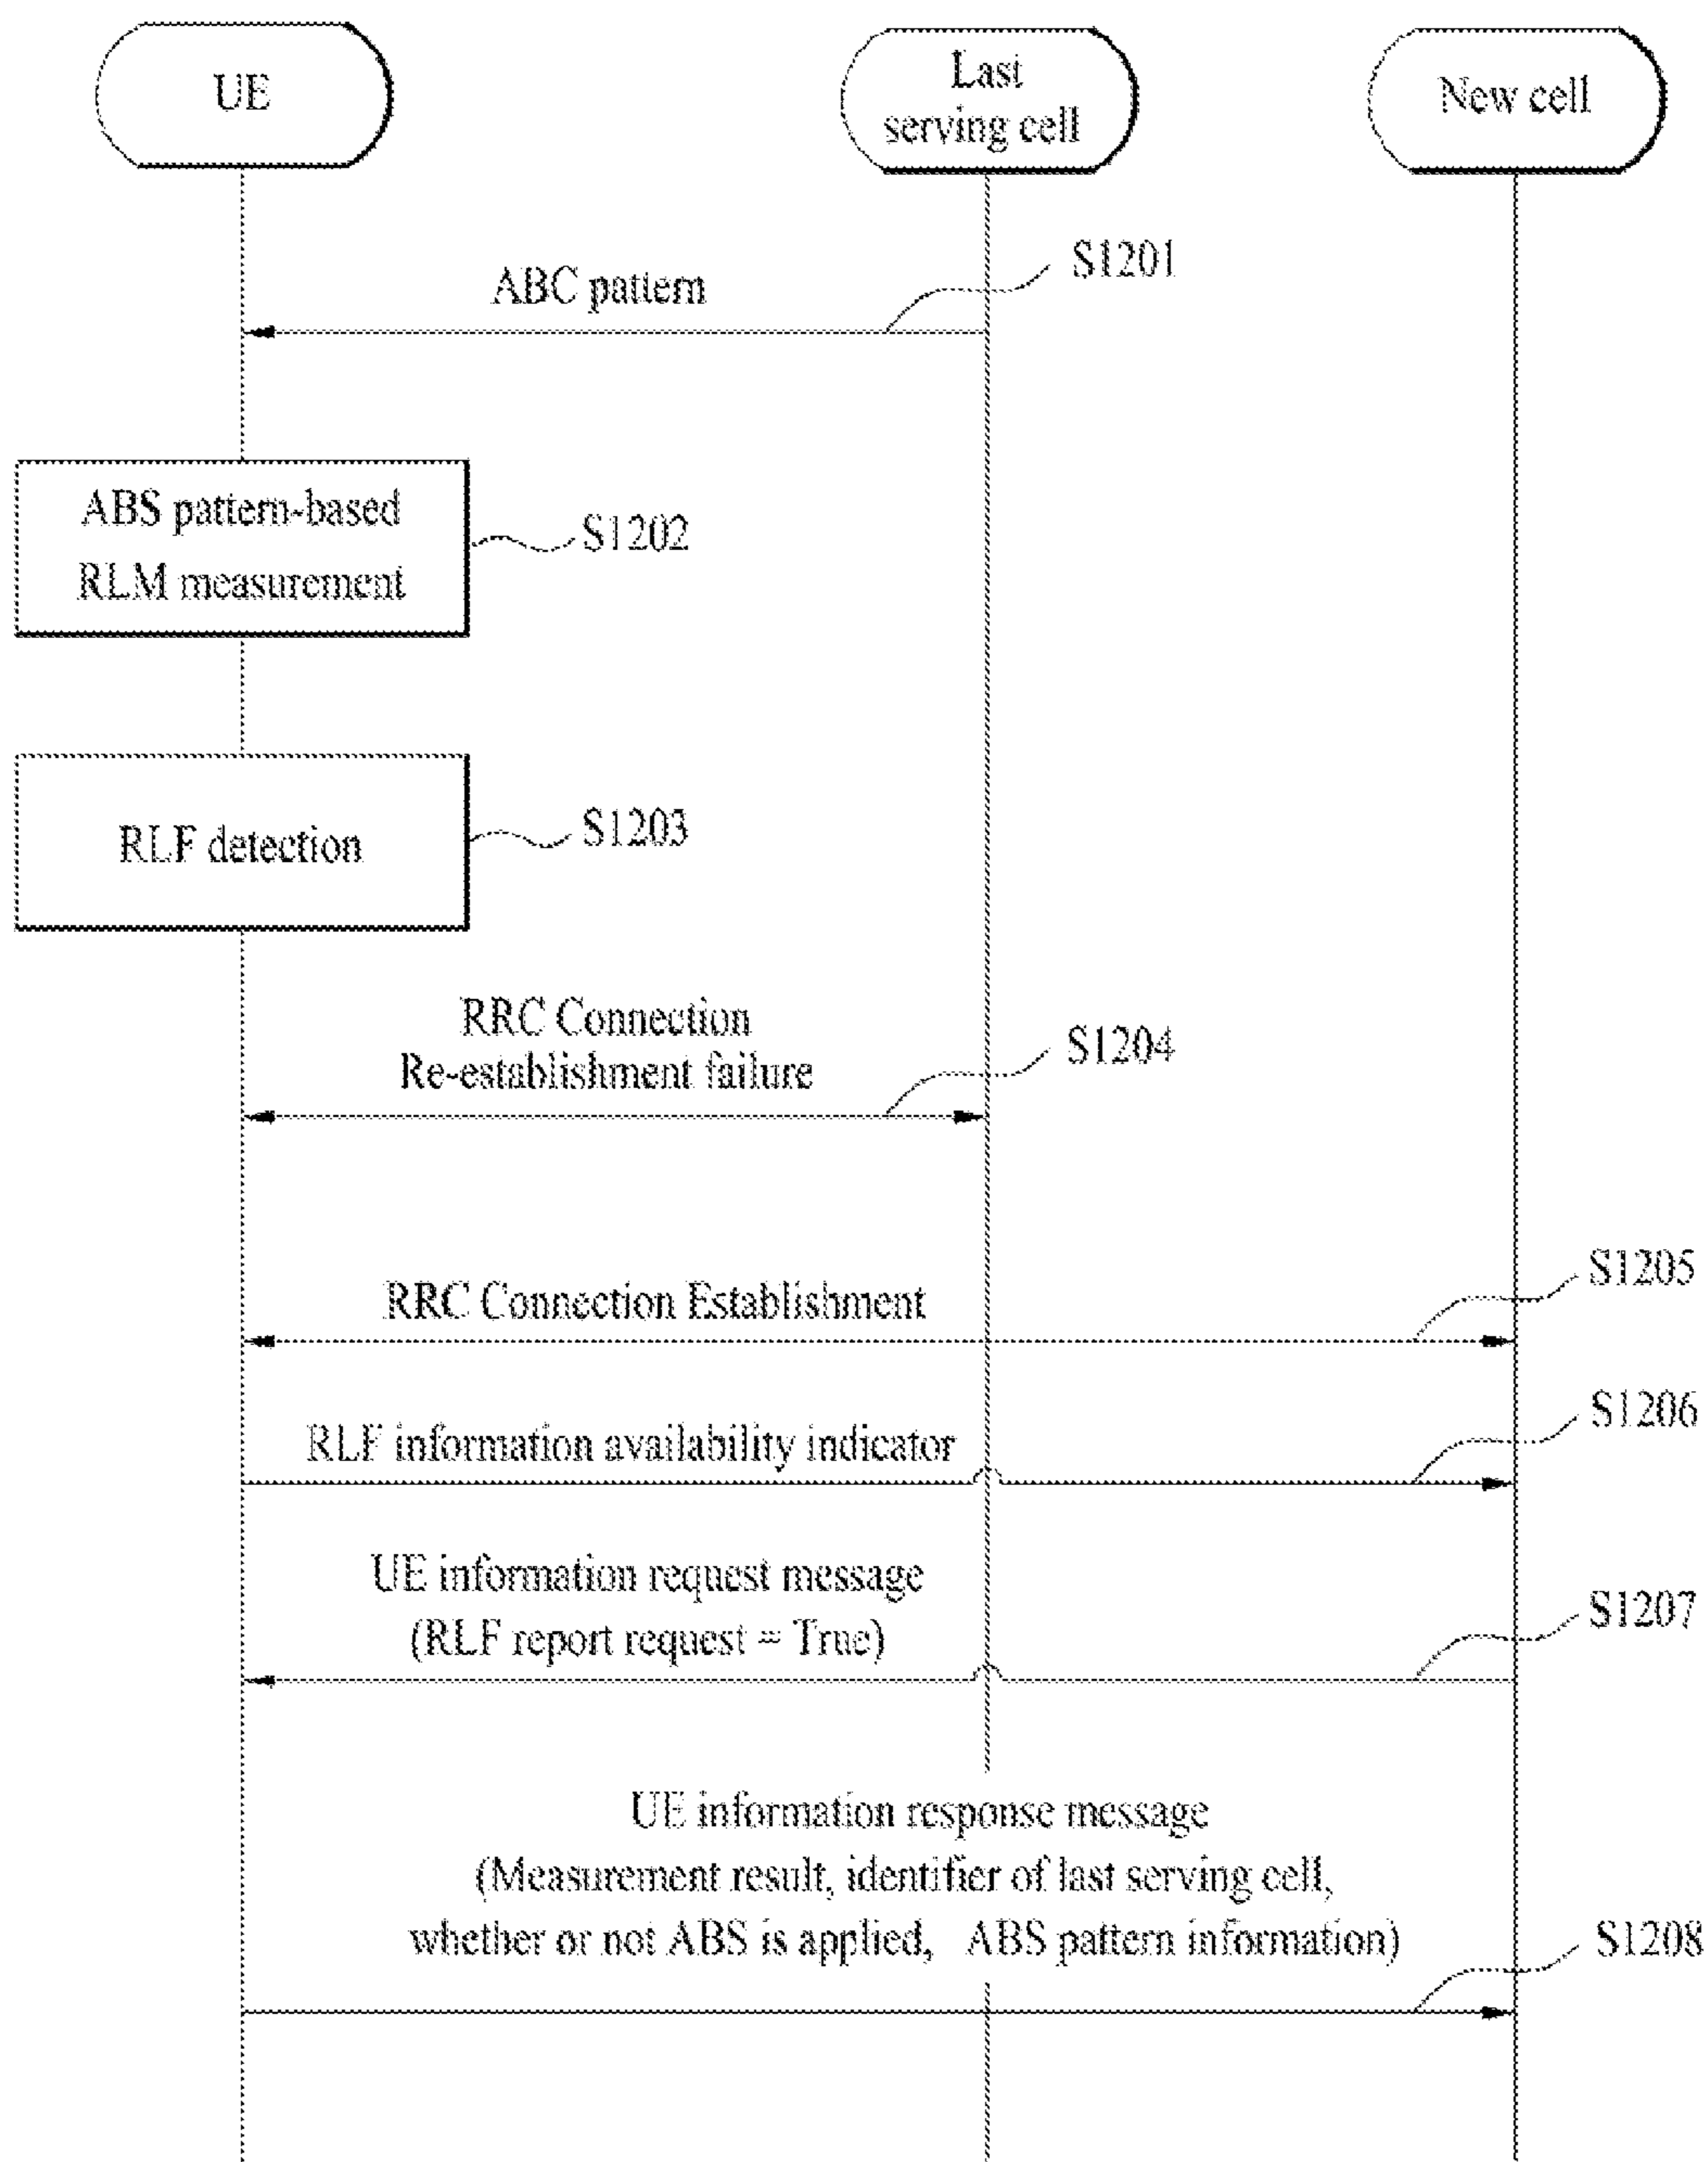 UE
Last
serving cell
New cell
S1201
ABC pattern
ABS pattern-based
RLM measurement
S1202
RLF detection
S1203
RRC Connection
Re-establishment failure
S1204
S1205
RRC Connection Establishment
S1206
RLF information availability indicator
UE information request message
(RLF report request = True)
S1207
UE information response message
(Measurement result, identifier of last serving cell,
whether or not ABS is applied, ABS pattern information)
S1208